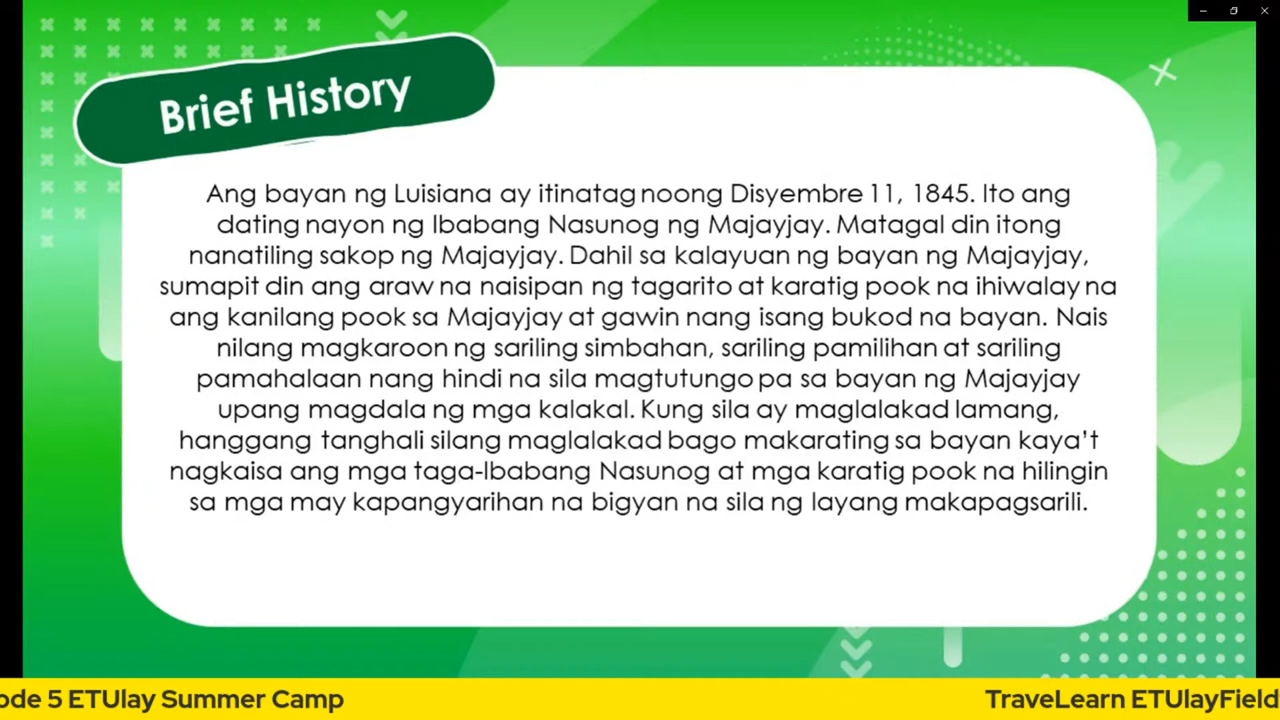 Brief History
Ang bayan ng Luisiana ay itinatag noong Disyembre 11, 1845. Ito ang
dating nayon ng Ibabang Nasunog ng Majayjay. Matagal din itong
nanatiling sakop ng Majayjay. Dahil sa kalayuan ng bayan ng Majayjay,
sumapit din ang araw na naisipan ng tagarito at karatig pook na ihiwalay na
ang kanilang pook sa Majayjay at gawin nang isang bukod na bayan. Nais
nilang magkaroon ng sariling simbahan, sariling pamilihan at sariling
pamahalaan nang hindi na sila magtutungo pa sa bayan ng Majayjay
upang magdala ng mga kalakal. Kung sila ay maglalakad lamang,
hanggang tanghali silang maglalakad bago makarating sa bayan kaya't
nagkaisa ang mga taga-Ibabang Nasunog at mga karatig pook na hilingin
sa mga may kapangyarihan na bigyan na sila ng layang makapagsarili.
ode 5 ETUlay Summer Camp
TraveLearn ETUlayField